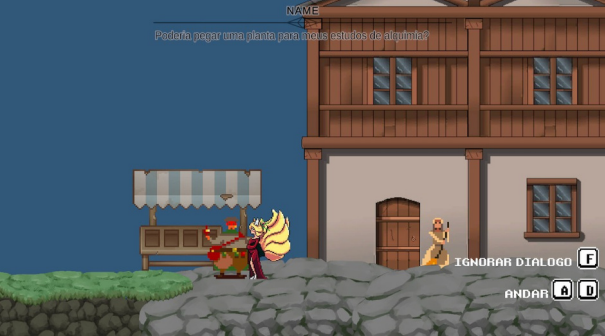 NAME
Poderia pegar uma planta para meus estudos de alquimia?
IGNORAR DIALOGO F
ANDAR A D